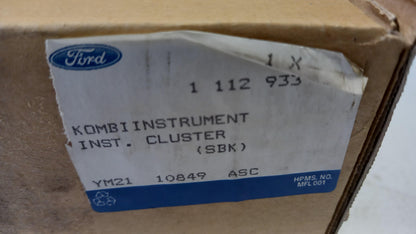 Ford
1 X
1 112 933
KOMBIINSTRUMENT
INST. CLUSTER
(SBK)
YM21 10849 ASC
HPMS. NO.
MFL001